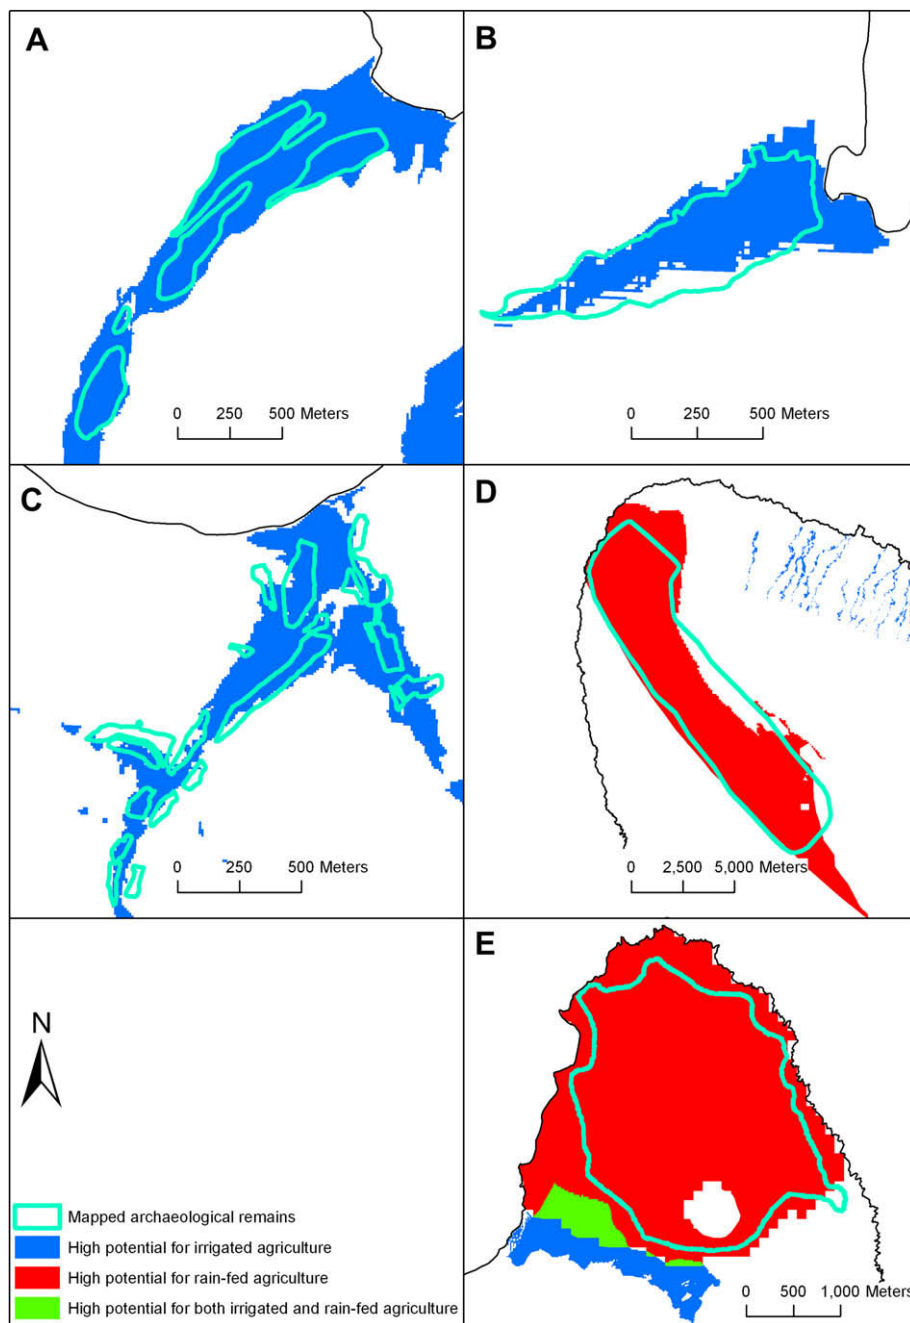 A
B
0 250 500 Meters
0 250 500 Meters
C
D
0 250 500 Meters
0 2,500 5,000 Meters
E
N
Mapped archaeological remains
High potential for irrigated agriculture
High potential for rain-fed agriculture
High potential for both irrigated and rain-fed agriculture
0 500 1,000 Meters